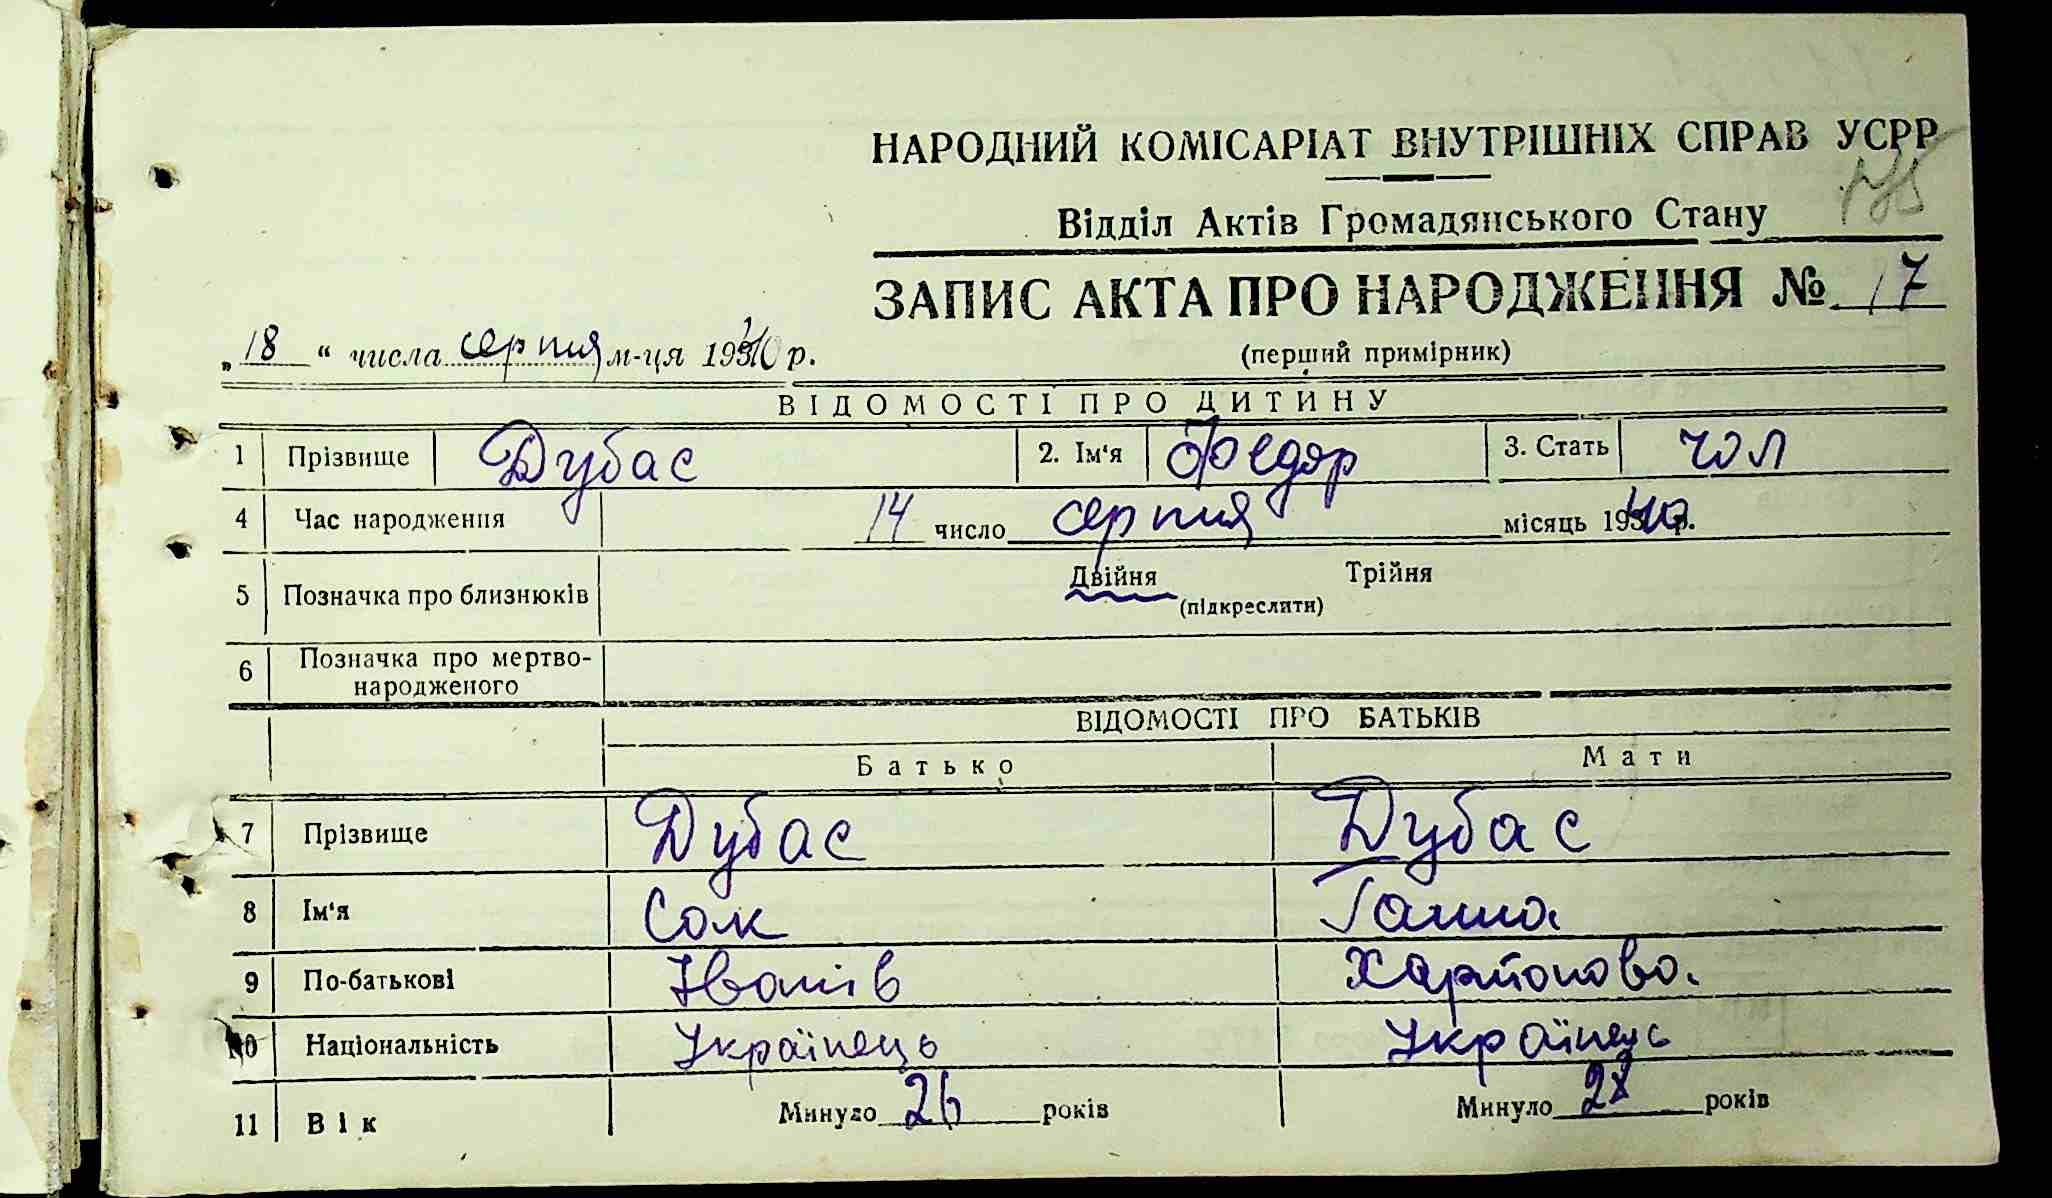 НАРОДНИЙ КОМІСАРІАТ ВНУТРІШНІХ СПРАВ УСРР
Відділ Актів Громадянського Стану
ЗАПИС АКТА ПРО НАРОДЖЕННЯ № 17
„18“ числа серпня м-ця 1940 р.
(перший примірник)
ВІДОМОСТІ ПРО ДИТИНУ
1 Прізвище Дубас 2. Ім'я Федор 3. Стать чол
4 Час народження 14 число серпня місяць 1940 р.
5 Позначка про близнюків Двійня Трійня
(підкреслити)
6 Позначка про мертво-
народженого
ВІДОМОСТІ ПРО БАТЬКІВ
Батько Мати
7 Прізвище Дубас Дубас
8 Ім'я Сак Ганна
9 По-батькові Іванів Харітонова.
10 Національність Українець Українець
11 Вік Минуло 26 років Минуло 28 років